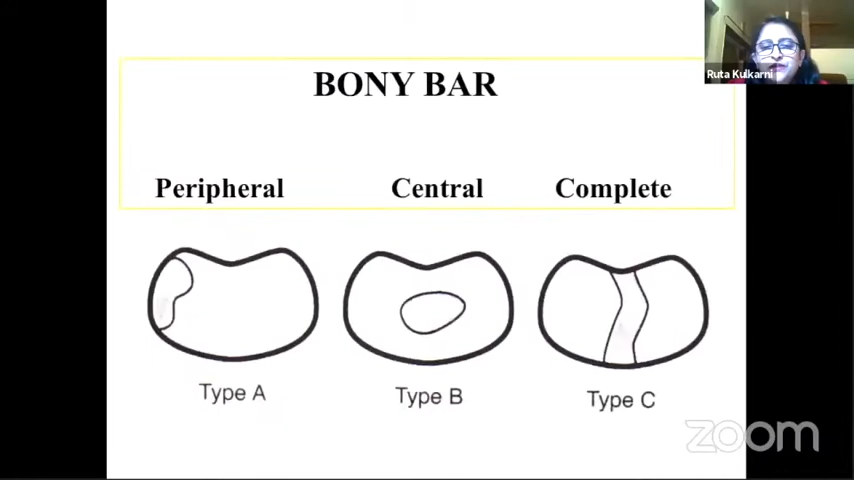 Ruta Kulkarni
BONY BAR
Peripheral Central Complete
Type A Type B Type C
zoom